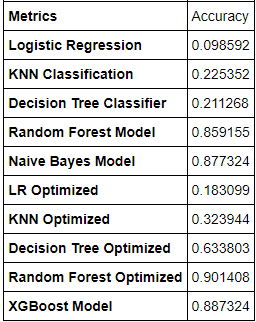 Metrics Accuracy
Logistic Regression 0.098592
KNN Classification 0.225352
Decision Tree Classifier 0.211268
Random Forest Model 0.859155
Naive Bayes Model 0.877324
LR Optimized 0.183099
KNN Optimized 0.323944
Decision Tree Optimized 0.633803
Random Forest Optimized 0.901408
XGBoost Model 0.887324